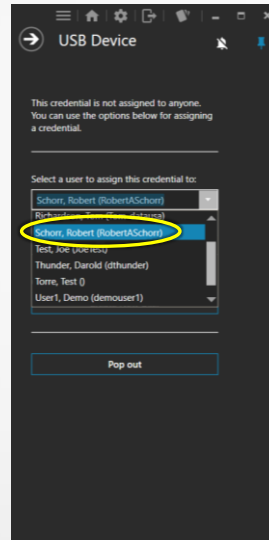 USB Device
This credential is not assigned to anyone.
You can use the options below for assigning
a credential.
Select a user to assign this credential to:
Schorr, Robert (RobertASchorr)
Schorr, Robert (RobertASchorr)
Test, Joe (JoeTest)
Thunder, Darold (dthunder)
Torre, Test ()
User1, Demo (demouser1)
Pop out